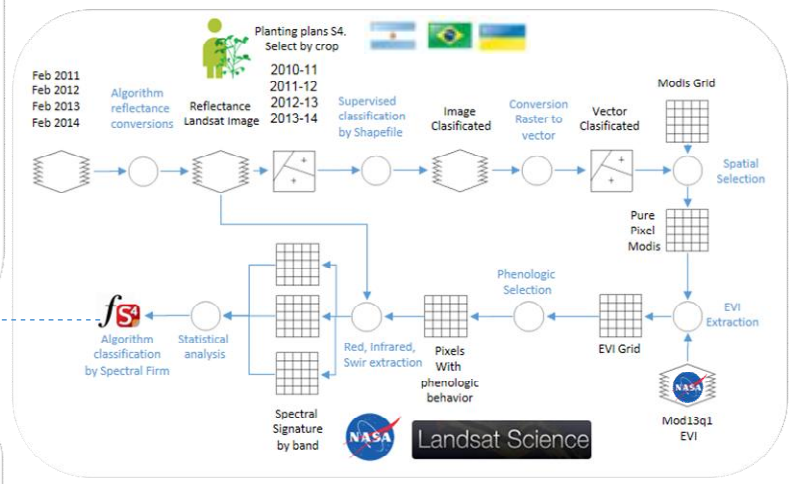 Planting plans S4.
Select by crop
Feb 2011
Feb 2012
Feb 2013
Feb 2014
Algorithm
reflectance
conversions
Reflectance
Landsat Image
2010-11
2011-12
2012-13
2013-14
Supervised
classification
by Shapefile
Image
Clasificated
Conversion
Raster to
vector
Vector
Clasificated
Modis Grid
Spatial
Selection
Pure
Pixel
Modis
EVI
Extraction
NASA
Mod13q1
EVI
EVI Grid
Phenologic
Selection
Pixels
With
phenologic
behavior
Red, Infrared,
Swir extraction
Spectral
Signature
by band
Statistical
analysis
f S4
Algorithm
classification
by Spectral Firm
NASA
Landsat Science